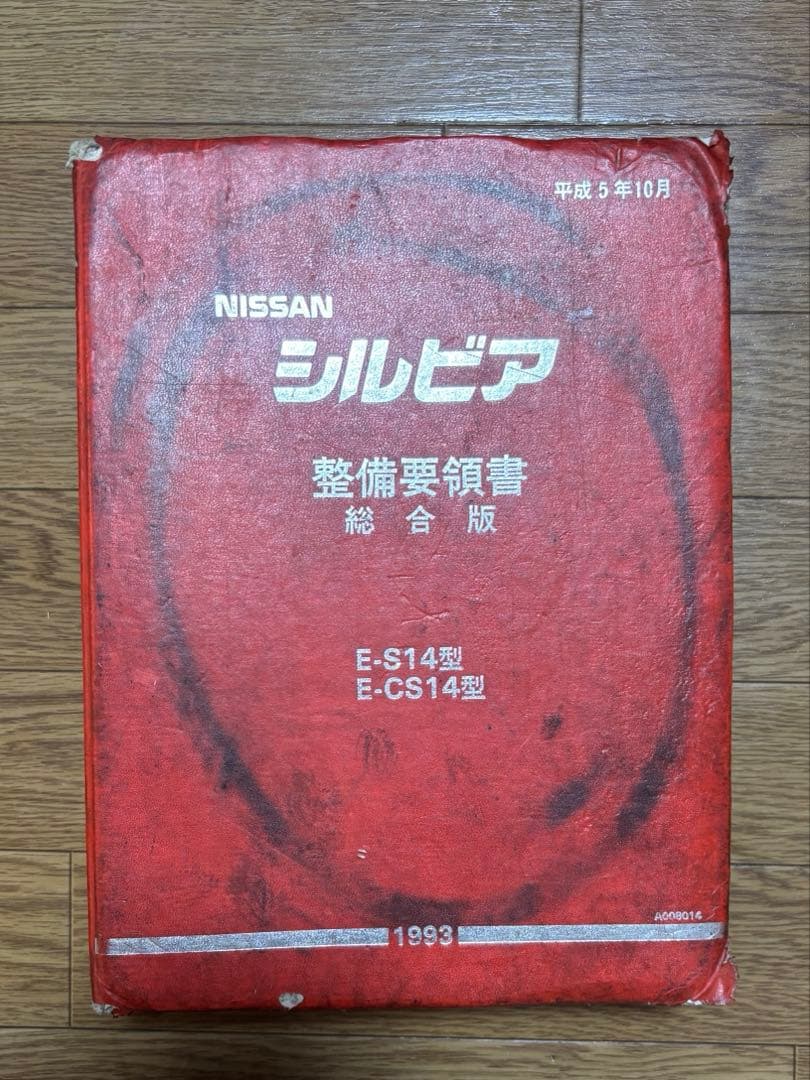 平成5年10月
NISSAN
シルビア
整備要領書
総合版
E-S14型
E-CS14型
A008014
1993